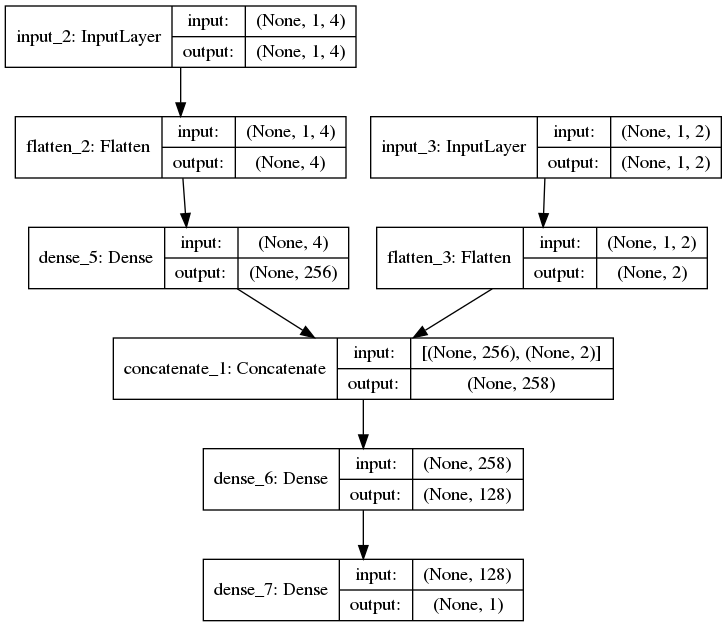 input_2: InputLayer
input: (None, 1, 4)
output: (None, 1, 4)
flatten_2: Flatten
input: (None, 1, 4)
output: (None, 4)
input_3: InputLayer
input: (None, 1, 2)
output: (None, 1, 2)
dense_5: Dense
input: (None, 4)
output: (None, 256)
flatten_3: Flatten
input: (None, 1, 2)
output: (None, 2)
concatenate_1: Concatenate
input: [(None, 256), (None, 2)]
output: (None, 258)
dense_6: Dense
input: (None, 258)
output: (None, 128)
dense_7: Dense
input: (None, 128)
output: (None, 1)